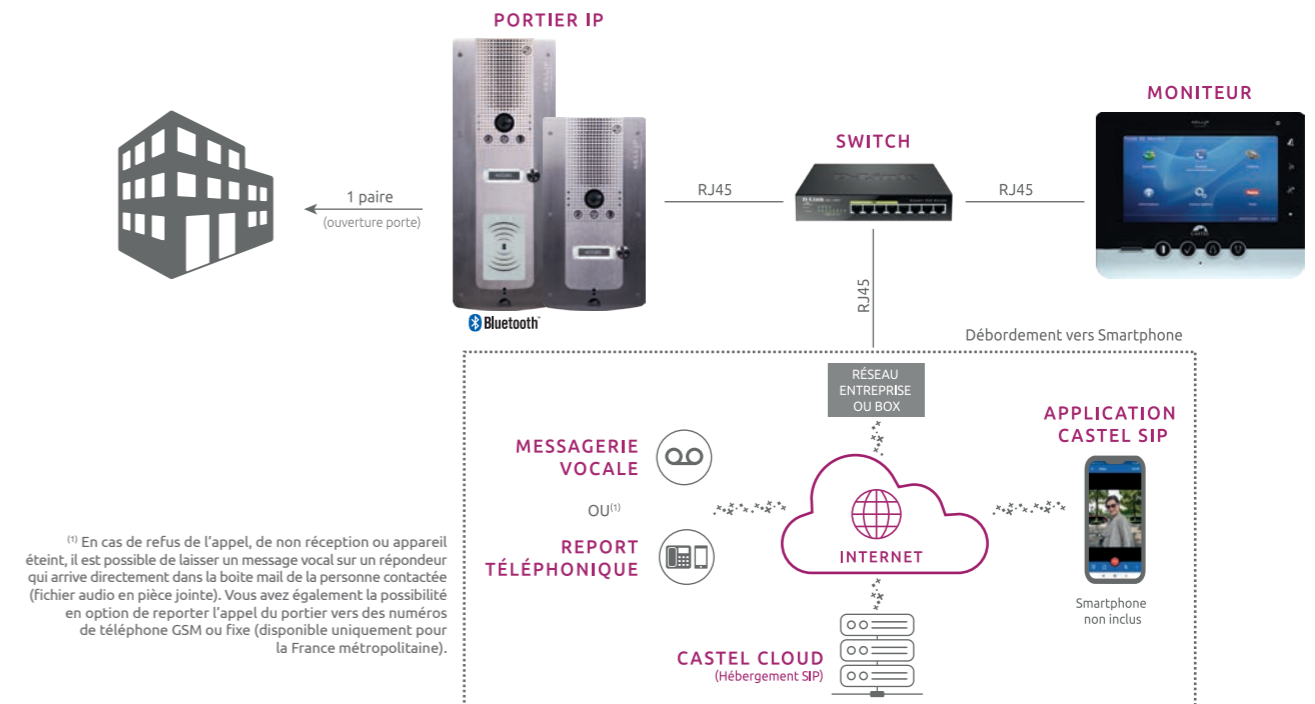 PORTIER IP
MONITEUR
SWITCH
1 paire
(ouverture porte)
RJ45
RJ45
D-Link
CASTEL
RJ45
Bluetooth™
Débordement vers Smartphone
RÉSEAU
ENTREPRISE
OU BOX
APPLICATION
CASTEL SIP
MESSAGERIE
VOCALE
OU(1)
REPORT
TÉLÉPHONIQUE
INTERNET
Smartphone
non inclus
CASTEL CLOUD
(Hébergement SIP)
(1) En cas de refus de l'appel, de non réception ou appareil
éteint, il est possible de laisser un message vocal sur un répondeur
qui arrive directement dans la boite mail de la personne contactée
(fichier audio en pièce jointe). Vous avez également la possibilité
en option de reporter l'appel du portier vers des numéros
de téléphone GSM ou fixe (disponible uniquement pour
la France métropolitaine).